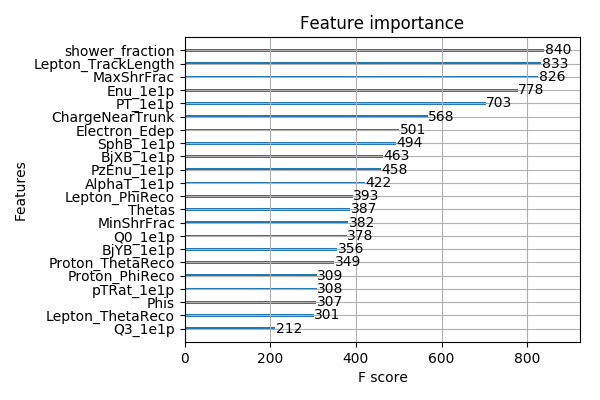 Feature importance
Features
shower_fraction 840
Lepton_TrackLength 833
MaxShrFrac 826
Enu_1e1p 778
PT_1e1p 703
ChargeNearTrunk 568
Electron_Edep 501
SphB_1e1p 494
BjXB_1e1p 463
PzEnu_1e1p 458
AlphaT_1e1p 422
Lepton_PhiReco 393
Thetas 387
MinShrFrac 382
Q0_1e1p 378
BjYB_1e1p 356
Proton_ThetaReco 349
Proton_PhiReco 309
pTRat_1e1p 308
Phis 307
Lepton_ThetaReco 301
Q3_1e1p 212
0 200 400 600 800
F score